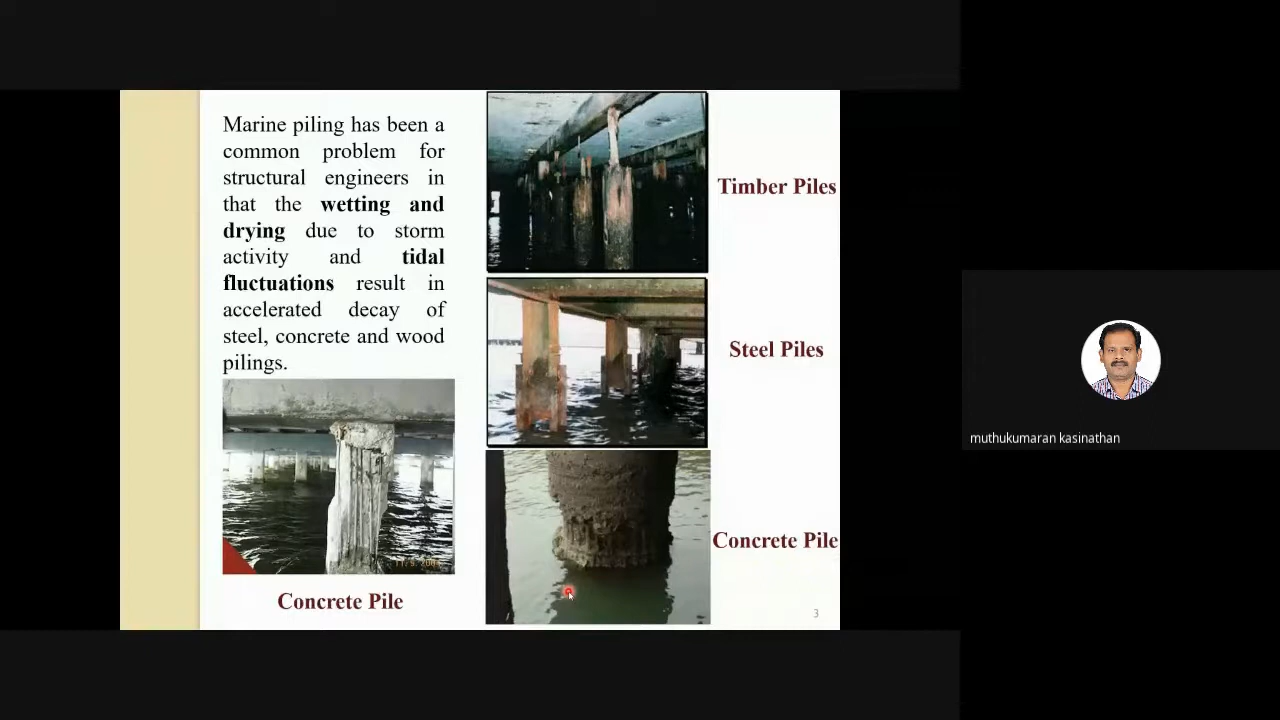 Marine piling has been a
common problem for
structural engineers in
that the wetting and
drying due to storm
activity and tidal
fluctuations result in
accelerated decay of
steel, concrete and wood
pilings.
Concrete Pile
Timber Piles
Steel Piles
Concrete Pile
3
muthukumaran kasinathan